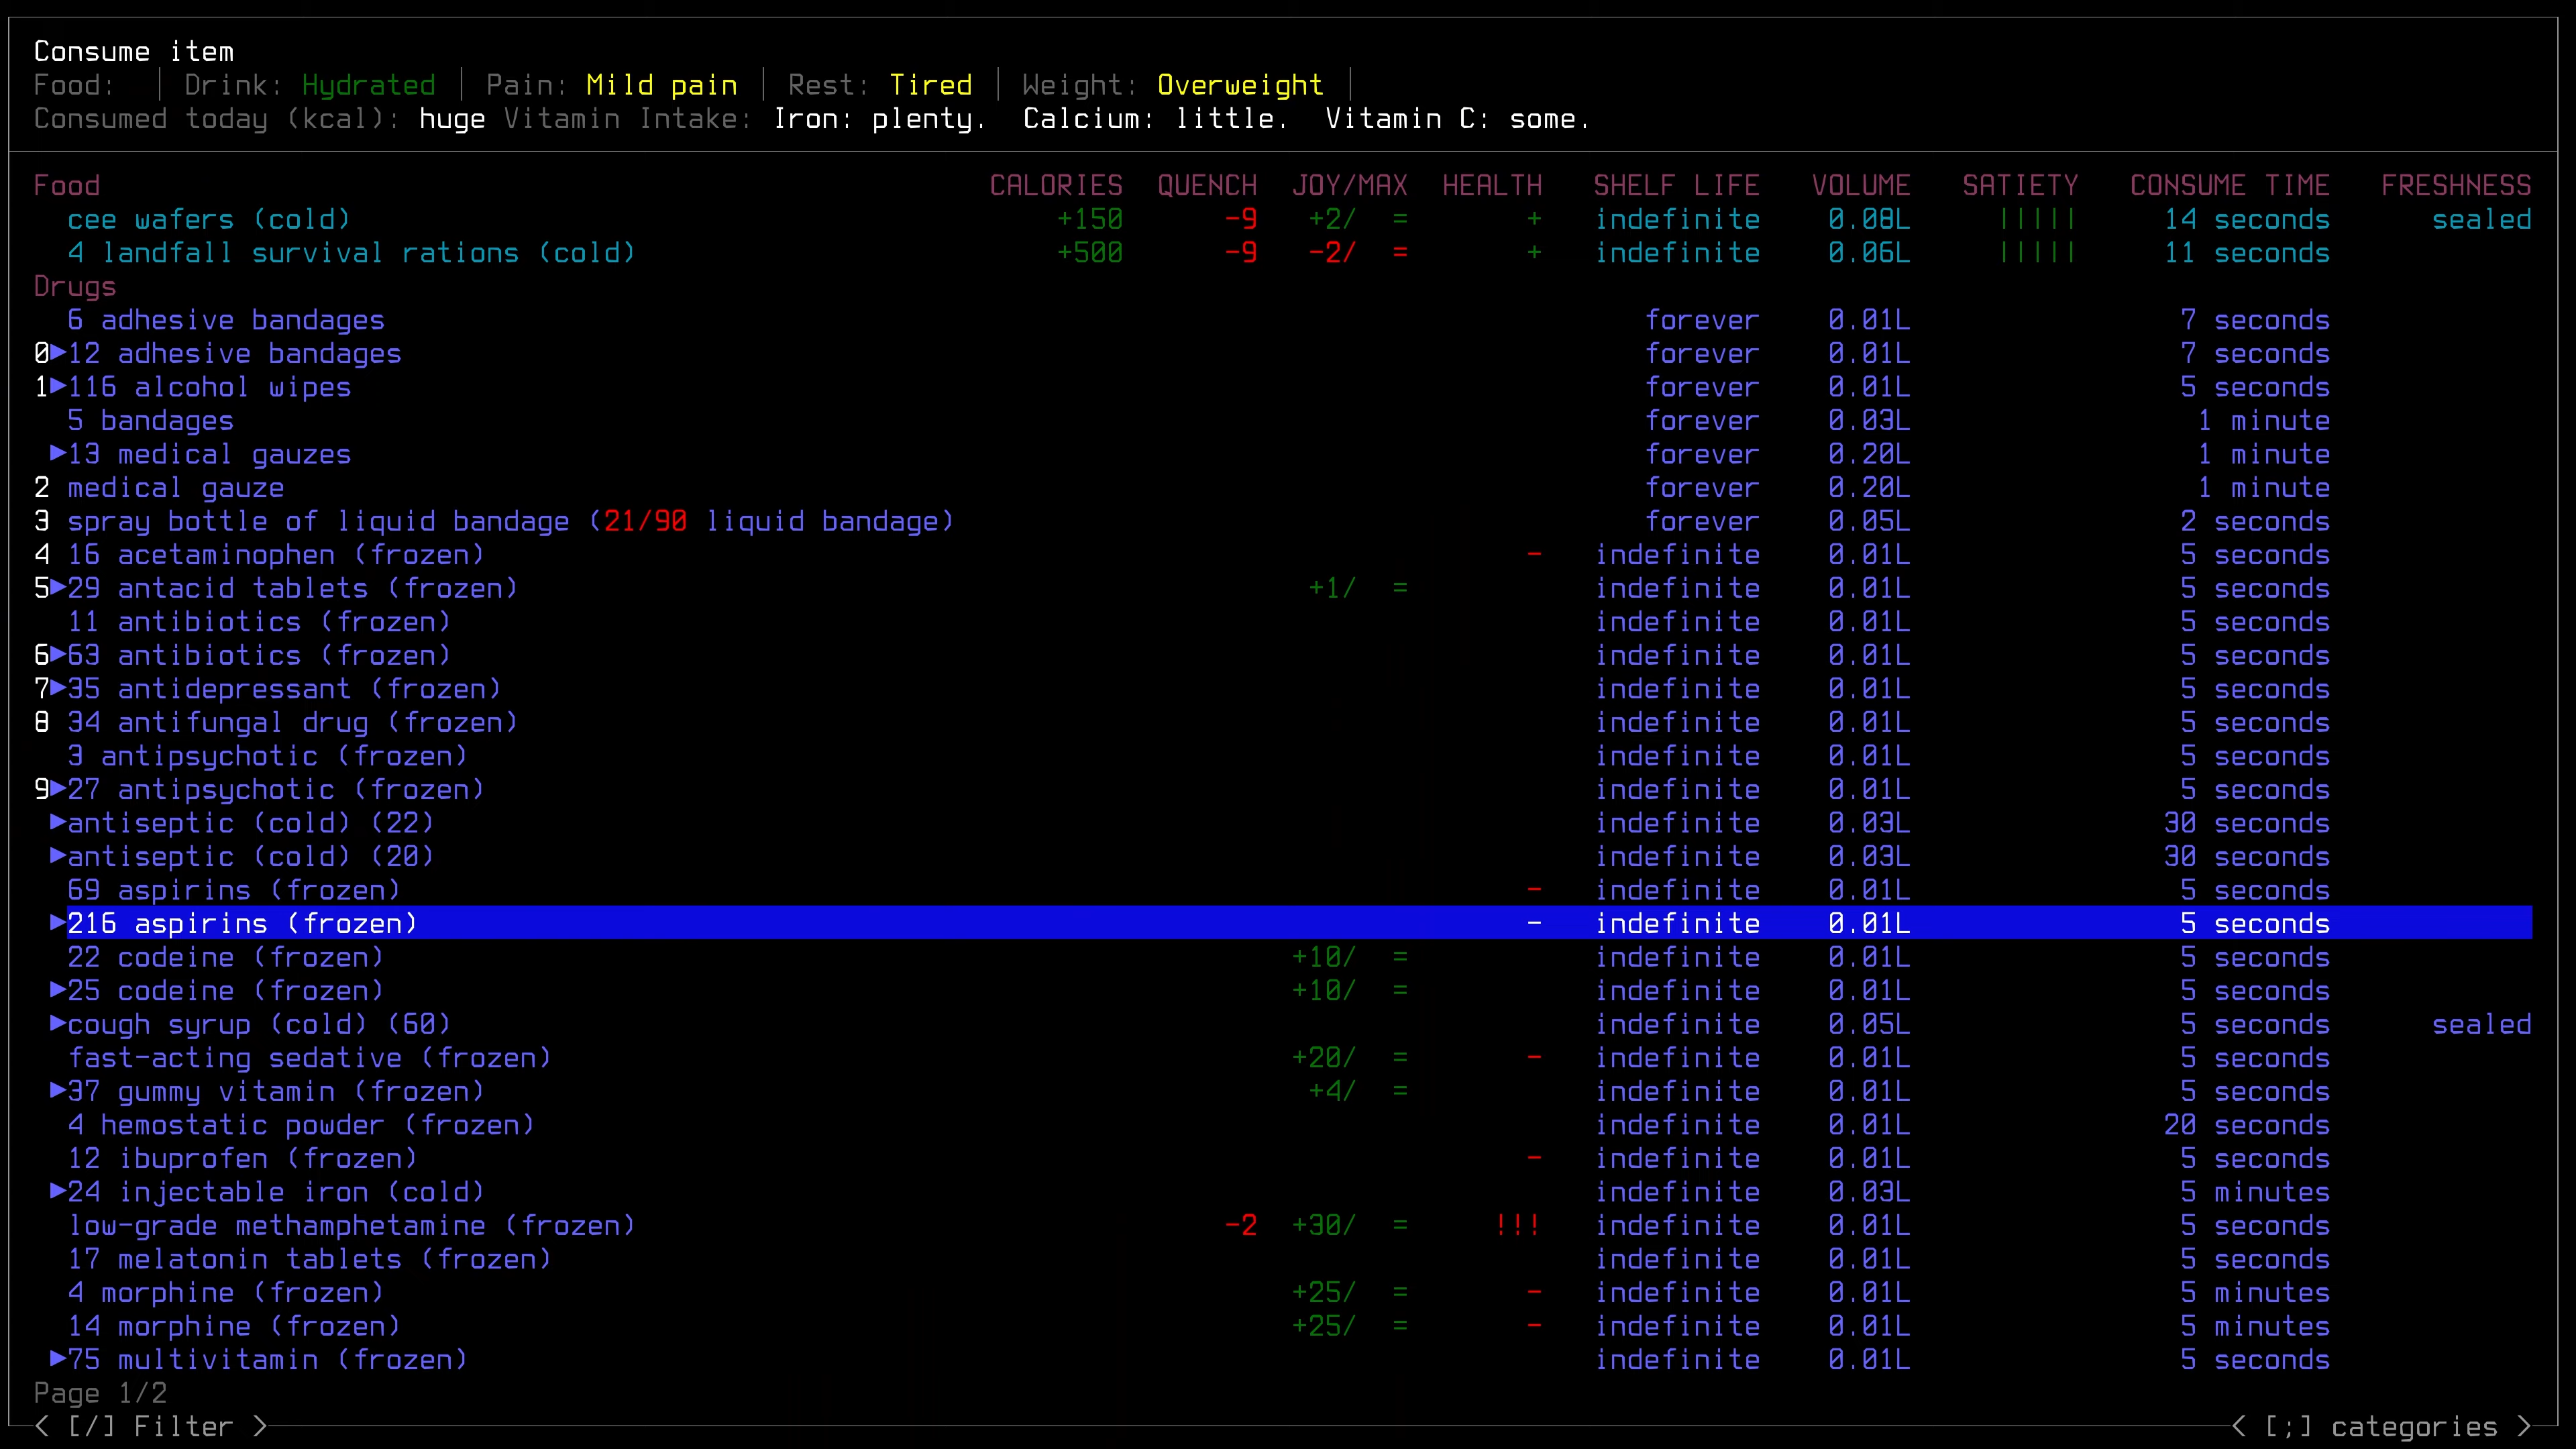 Consume item
Food: │ Drink: Hydrated │ Pain: Mild pain │ Rest: Tired │ Weight: Overweight │
Consumed today (kcal): huge Vitamin Intake: Iron: plenty. Calcium: little. Vitamin C: some.
Food CALORIES QUENCH JOY/MAX HEALTH SHELF LIFE VOLUME SATIETY CONSUME TIME FRESHNESS
cee wafers (cold) +150 -9 +2/ = + indefinite 0.08L ||||| 14 seconds sealed
4 landfall survival rations (cold) +500 -9 -2/ = + indefinite 0.06L ||||| 11 seconds
Drugs
6 adhesive bandages forever 0.01L 7 seconds
0▶12 adhesive bandages forever 0.01L 7 seconds
1▶116 alcohol wipes forever 0.01L 5 seconds
5 bandages forever 0.03L 1 minute
▶13 medical gauzes forever 0.20L 1 minute
2 medical gauze forever 0.20L 1 minute
3 spray bottle of liquid bandage (21/90 liquid bandage) forever 0.05L 2 seconds
4 16 acetaminophen (frozen) - indefinite 0.01L 5 seconds
5▶29 antacid tablets (frozen) +1/ = indefinite 0.01L 5 seconds
11 antibiotics (frozen) indefinite 0.01L 5 seconds
6▶63 antibiotics (frozen) indefinite 0.01L 5 seconds
7▶35 antidepressant (frozen) indefinite 0.01L 5 seconds
8 34 antifungal drug (frozen) indefinite 0.01L 5 seconds
3 antipsychotic (frozen) indefinite 0.01L 5 seconds
9▶27 antipsychotic (frozen) indefinite 0.01L 5 seconds
▶antiseptic (cold) (22) indefinite 0.03L 30 seconds
▶antiseptic (cold) (20) indefinite 0.03L 30 seconds
69 aspirins (frozen) - indefinite 0.01L 5 seconds
▶216 aspirins (frozen) - indefinite 0.01L 5 seconds
22 codeine (frozen) +10/ = indefinite 0.01L 5 seconds
▶25 codeine (frozen) +10/ = indefinite 0.01L 5 seconds
▶cough syrup (cold) (60) indefinite 0.05L 5 seconds sealed
fast-acting sedative (frozen) +20/ = - indefinite 0.01L 5 seconds
▶37 gummy vitamin (frozen) +4/ = indefinite 0.01L 5 seconds
4 hemostatic powder (frozen) indefinite 0.01L 20 seconds
12 ibuprofen (frozen) - indefinite 0.01L 5 seconds
▶24 injectable iron (cold) indefinite 0.03L 5 minutes
low-grade methamphetamine (frozen) -2 +30/ = !!! indefinite 0.01L 5 seconds
17 melatonin tablets (frozen) indefinite 0.01L 5 seconds
4 morphine (frozen) +25/ = - indefinite 0.01L 5 minutes
14 morphine (frozen) +25/ = - indefinite 0.01L 5 minutes
▶75 multivitamin (frozen) indefinite 0.01L 5 seconds
Page 1/2
< [/] Filter > < [;] categories >